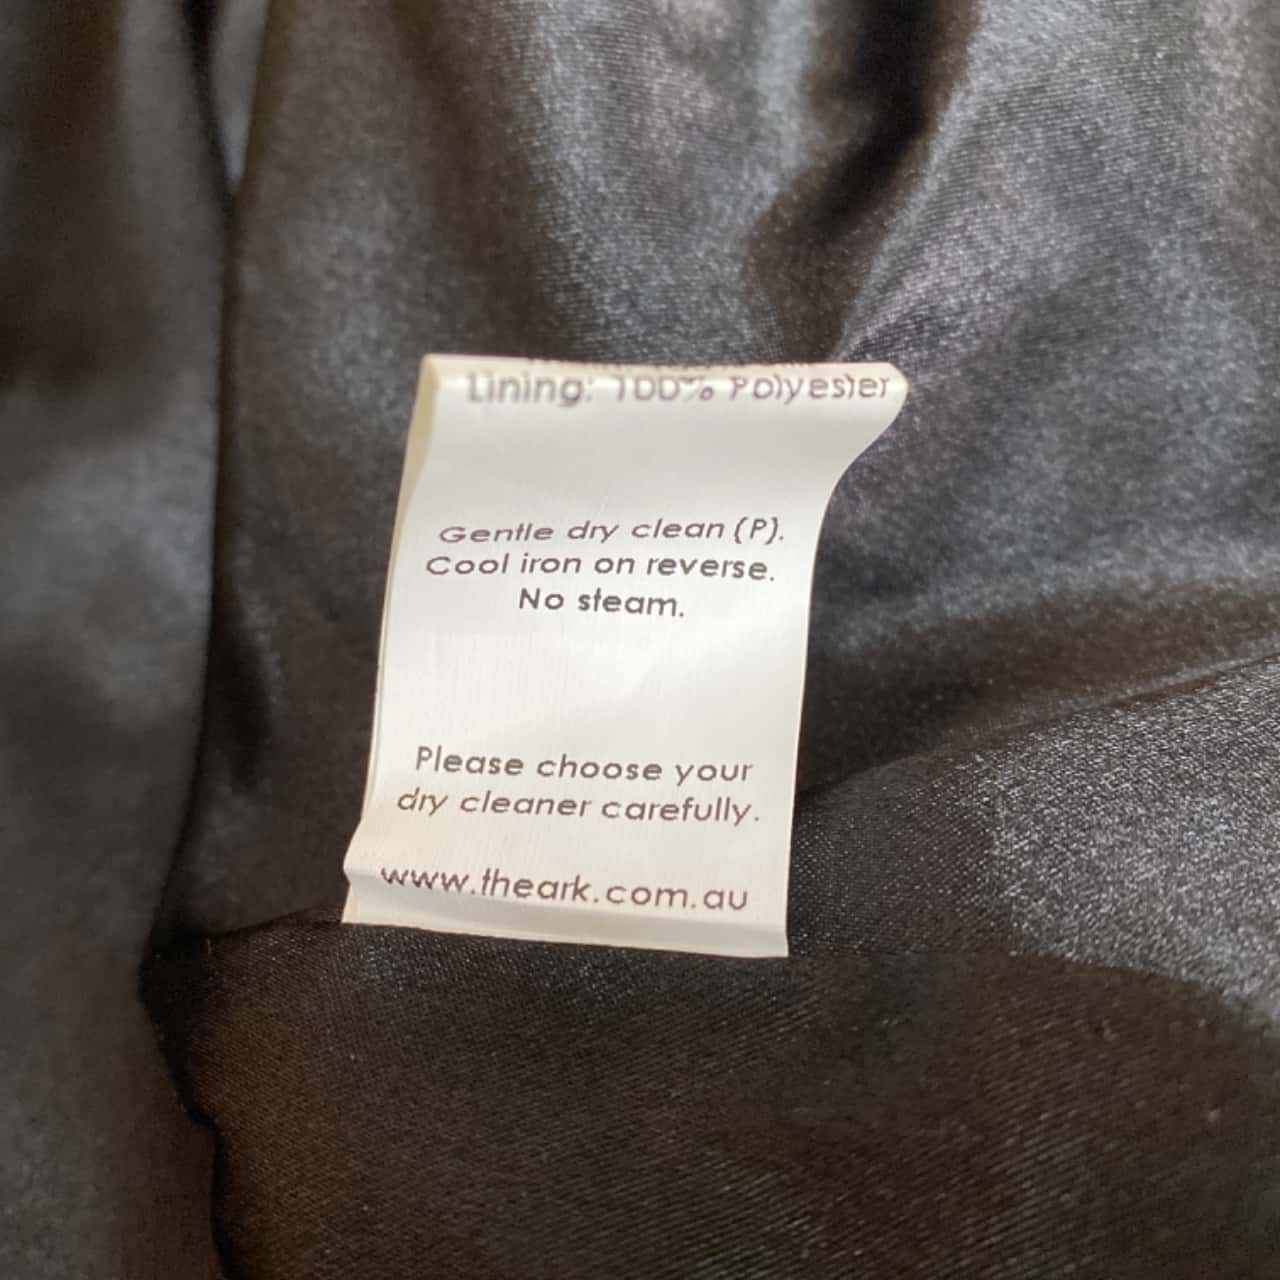 Lining: 100% Polyester
Gentle dry clean (P).
Cool iron on reverse.
No steam.
Please choose your
dry cleaner carefully.
www.theark.com.au